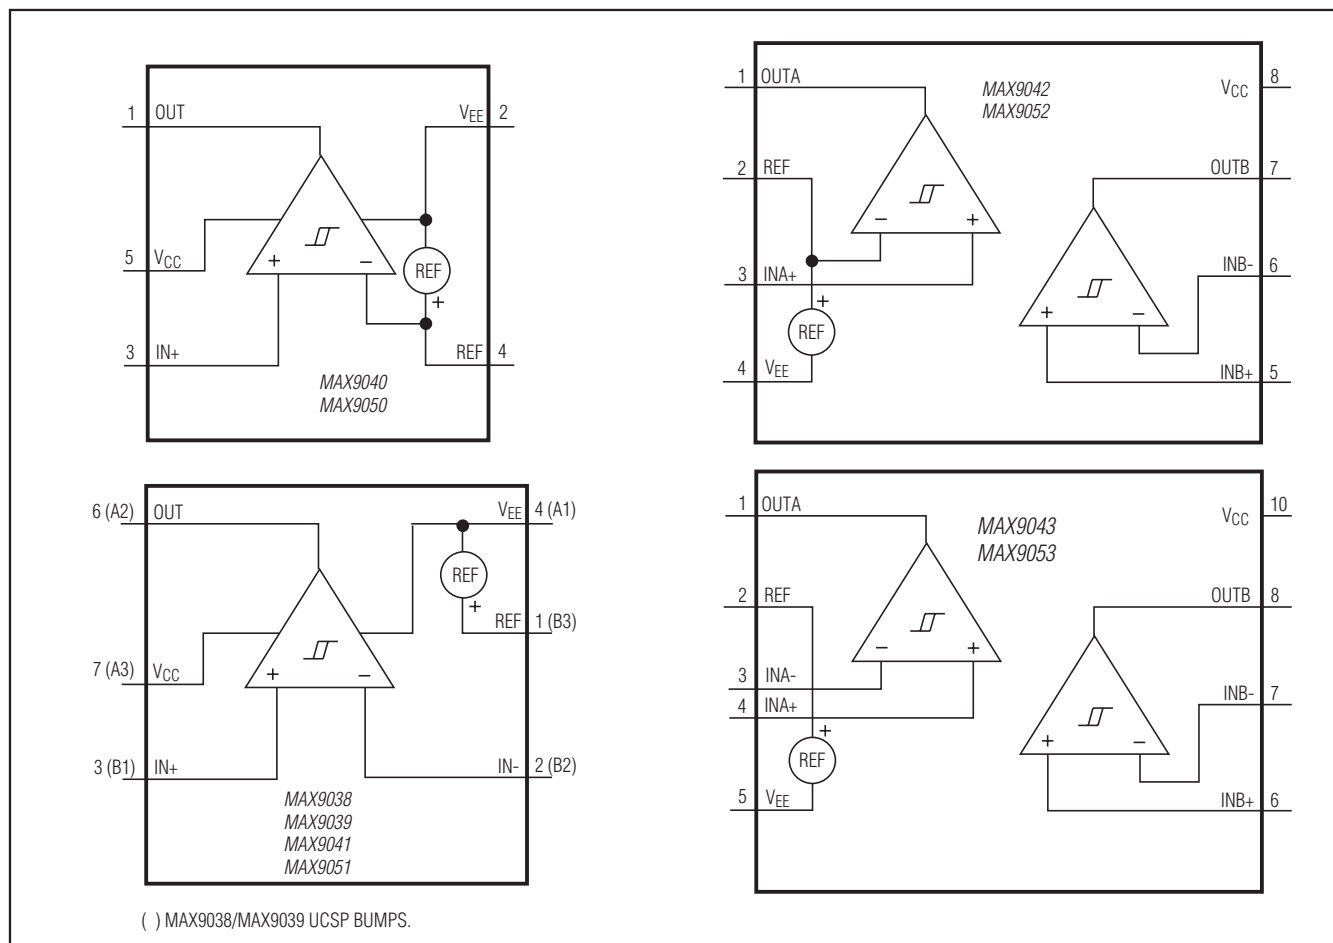 1 OUT
VEE 2
5 VCC
+ −
REF
+
3 IN+
REF 4
MAX9040
MAX9050
1 OUTA
MAX9042
MAX9052
VCC 8
2 REF
OUTB 7
− +
3 INA+
INB- 6
+
REF
+ −
4 VEE
INB+ 5
6 (A2) OUT
VEE 4 (A1)
REF
+
REF 1 (B3)
7 (A3) VCC
+ −
3 (B1) IN+
IN- 2 (B2)
MAX9038
MAX9039
MAX9041
MAX9051
1 OUTA
MAX9043
MAX9053
VCC 10
2 REF
OUTB 8
− +
3 INA-
4 INA+
INB- 7
+
REF
+ −
5 VEE
INB+ 6
( ) MAX9038/MAX9039 UCSP BUMPS.